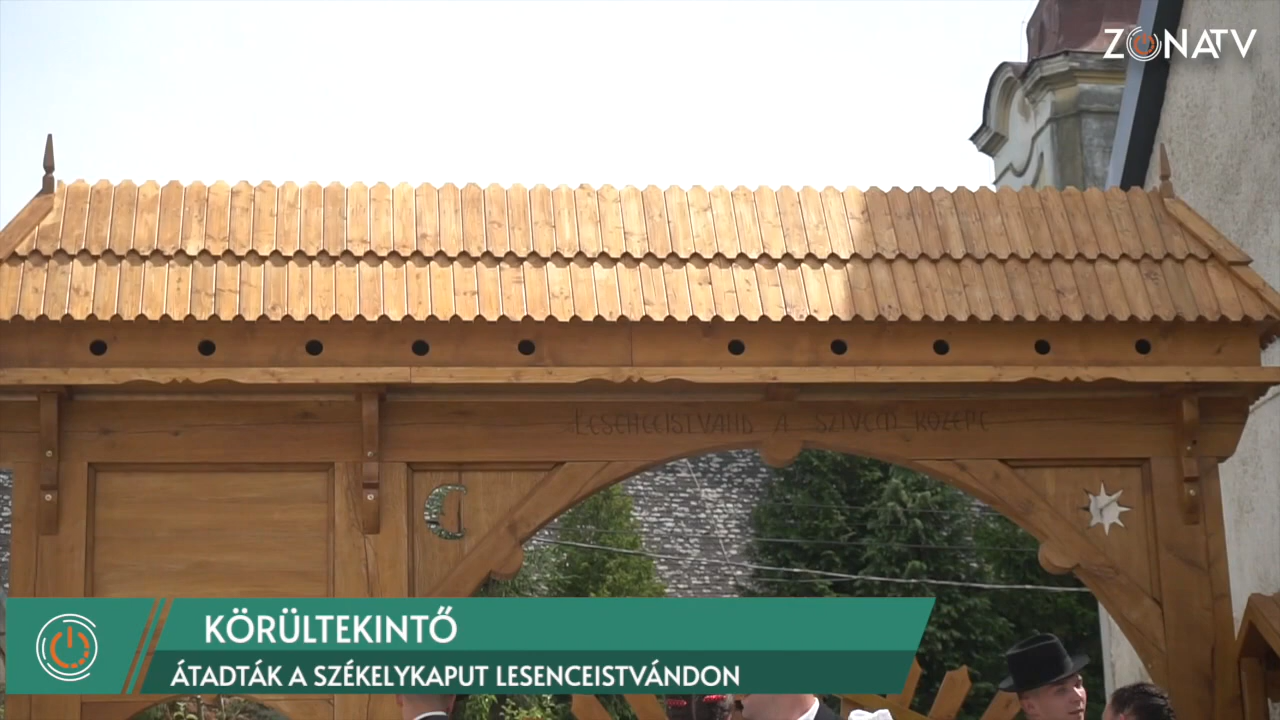 ZONATV
LESENCEISTVÁND A SZÍVEM KÖZEPE
KÖRÜLTEKINTŐ
ÁTADTÁK A SZÉKELYKAPUT LESENCEISTVÁNDON